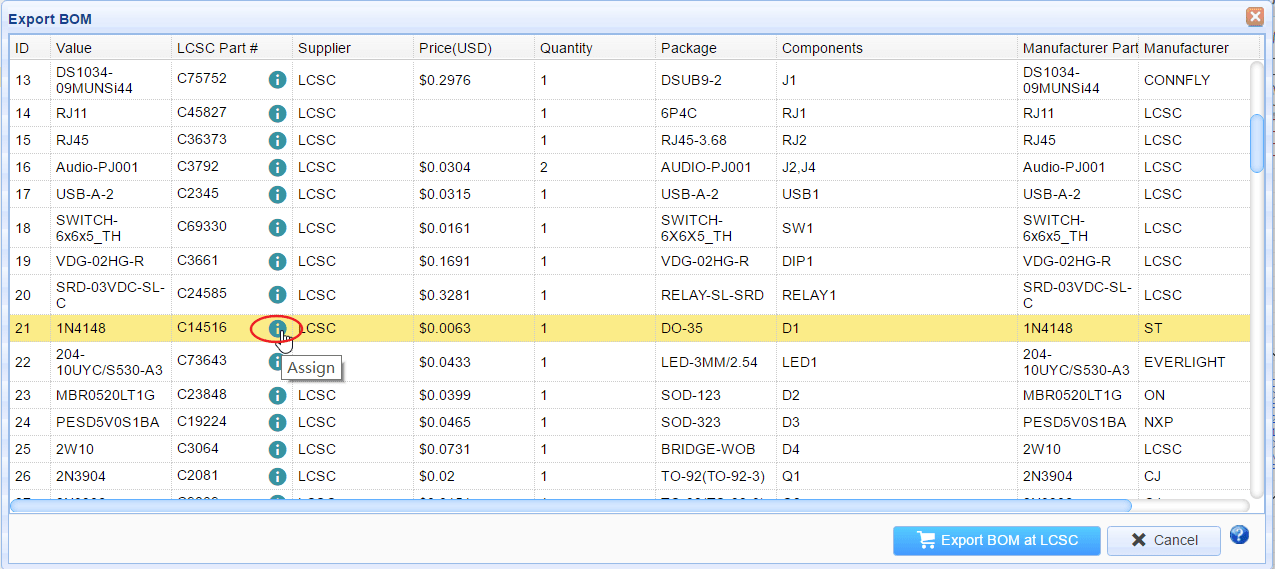 Export BOM
ID Value LCSC Part # Supplier Price(USD) Quantity Package Components Manufacturer Part Manufacturer
13 DS1034- C75752 LCSC $0.2976 1 DSUB9-2 J1 DS1034- CONNFLY
09MUNSi44 09MUNSi44
14 RJ11 C45827 LCSC 1 6P4C RJ1 RJ11 LCSC
15 RJ45 C36373 LCSC 1 RJ45-3.68 RJ2 RJ45 LCSC
16 Audio-PJ001 C3792 LCSC $0.0304 2 AUDIO-PJ001 J2,J4 Audio-PJ001 LCSC
17 USB-A-2 C2345 LCSC $0.0315 1 USB-A-2 USB1 USB-A-2 LCSC
18 SWITCH- C69330 LCSC $0.0161 1 SWITCH- SW1 SWITCH- LCSC
6x6x5_TH 6X6X5_TH 6x6x5_TH
19 VDG-02HG-R C3661 LCSC $0.1691 1 VDG-02HG-R DIP1 VDG-02HG-R LCSC
20 SRD-03VDC-SL- C24585 LCSC $0.3281 1 RELAY-SL-SRD RELAY1 SRD-03VDC-SL- LCSC
C C
21 1N4148 C14516 LCSC $0.0063 1 DO-35 D1 1N4148 ST
22 204- C73643 $0.0433 1 LED-3MM/2.54 LED1 204- EVERLIGHT
10UYC/S530-A3 10UYC/S530-A3
Assign
23 MBR0520LT1G C23848 LCSC $0.0399 1 SOD-123 D2 MBR0520LT1G ON
24 PESD5V0S1BA C19224 LCSC $0.0465 1 SOD-323 D3 PESD5V0S1BA NXP
25 2W10 C3064 LCSC $0.0731 1 BRIDGE-WOB D4 2W10 LCSC
26 2N3904 C2081 LCSC $0.02 1 TO-92(TO-92-3) Q1 2N3904 CJ
Export BOM at LCSC Cancel